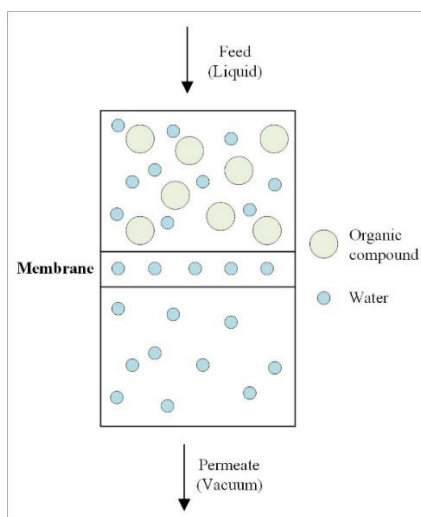 Feed
(Liquid)
Organic
compound
Membrane
Water
Permeate
(Vacuum)